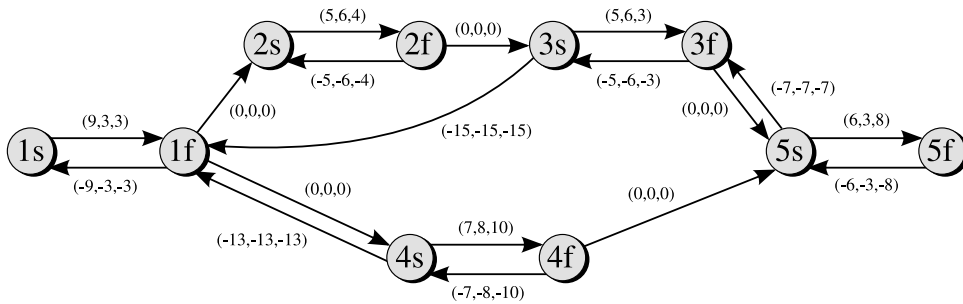 (5,6,4)
(0,0,0)
(5,6,3)
2s
2f
3s
3f
(-5,-6,-4)
(-5,-6,-3)
(-7,-7,-7)
(0,0,0)
(0,0,0)
(9,3,3)
(-15,-15,-15)
(6,3,8)
1s
1f
5s
5f
(-9,-3,-3)
(-6,-3,-8)
(0,0,0)
(0,0,0)
(-13,-13,-13)
(7,8,10)
4s
4f
(-7,-8,-10)